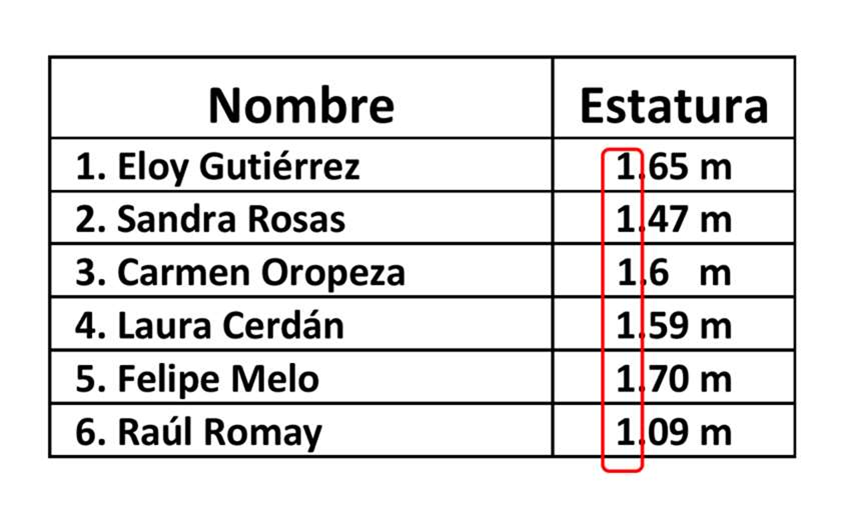 Nombre Estatura
1. Eloy Gutiérrez 1.65 m
2. Sandra Rosas 1.47 m
3. Carmen Oropeza 1.6 m
4. Laura Cerdán 1.59 m
5. Felipe Melo 1.70 m
6. Raúl Romay 1.09 m